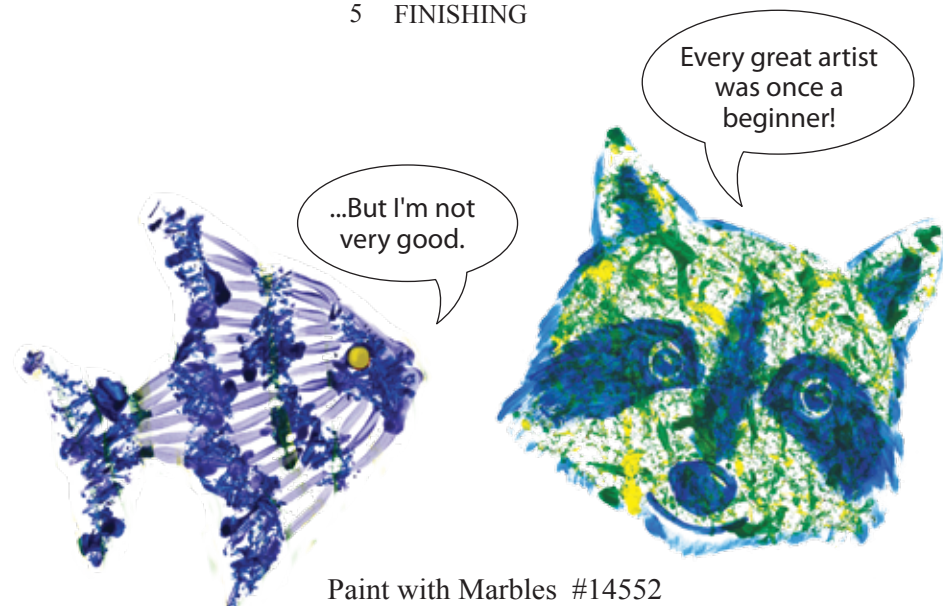 5 FINISHING
Every great artist
was once a
beginner!
...But I'm not
very good.
Paint with Marbles #14552